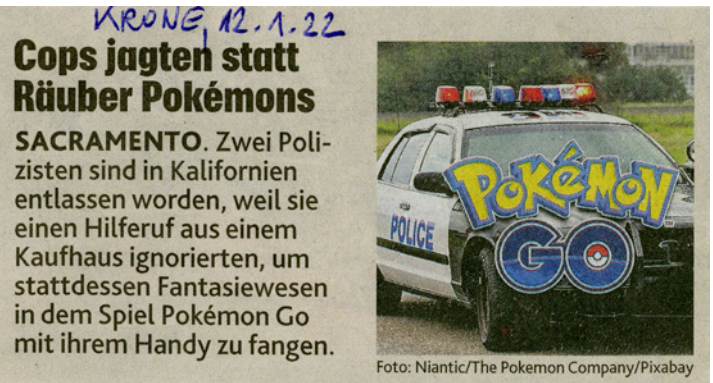 KRONE, 12.1.22
Cops jagten statt
Räuber Pokémons
SACRAMENTO. Zwei Poli-
zisten sind in Kalifornien
entlassen worden, weil sie
einen Hilferuf aus einem
Kaufhaus ignorierten, um
stattdessen Fantasiewesen
in dem Spiel Pokémon Go
mit ihrem Handy zu fangen.
POLICE
POKéMON
GO
Foto: Niantic/The Pokemon Company/Pixabay